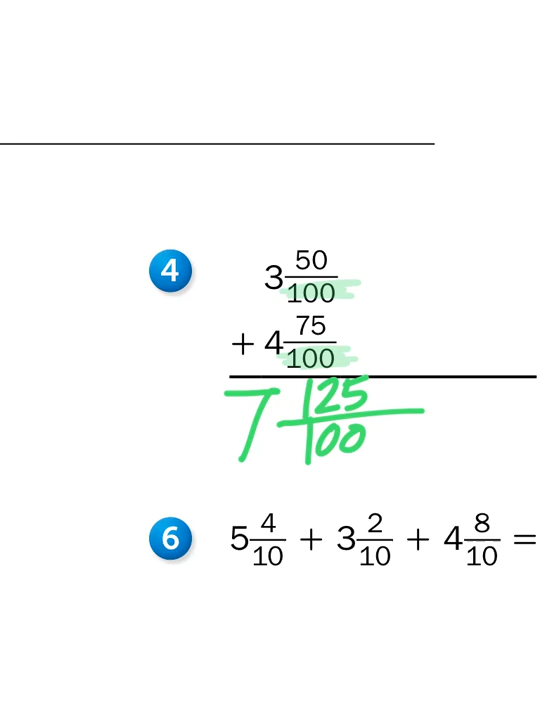 4
3 50/100
+ 4 75/100
7 125/100
6 5 4/10 + 3 2/10 + 4 8/10 =